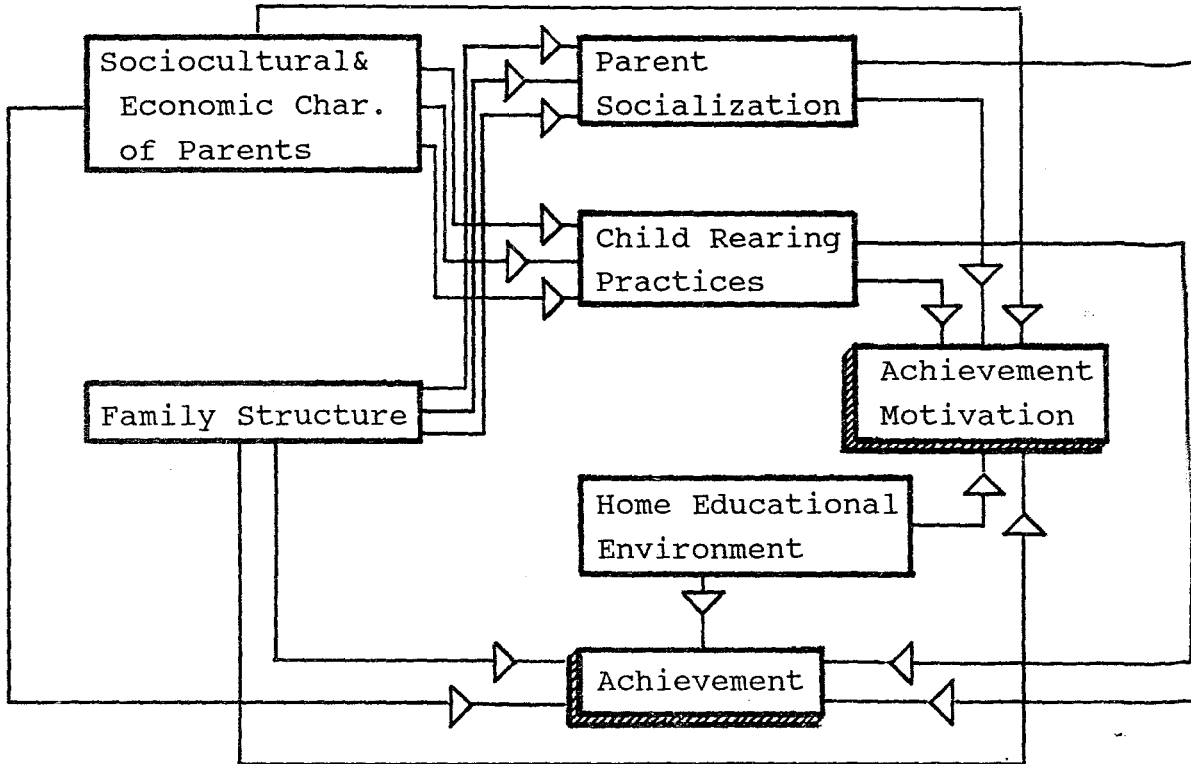 Sociocultural&
Economic Char.
of Parents
Parent
Socialization
Child Rearing
Practices
Achievement
Motivation
Family Structure
Home Educational
Environment
Achievement